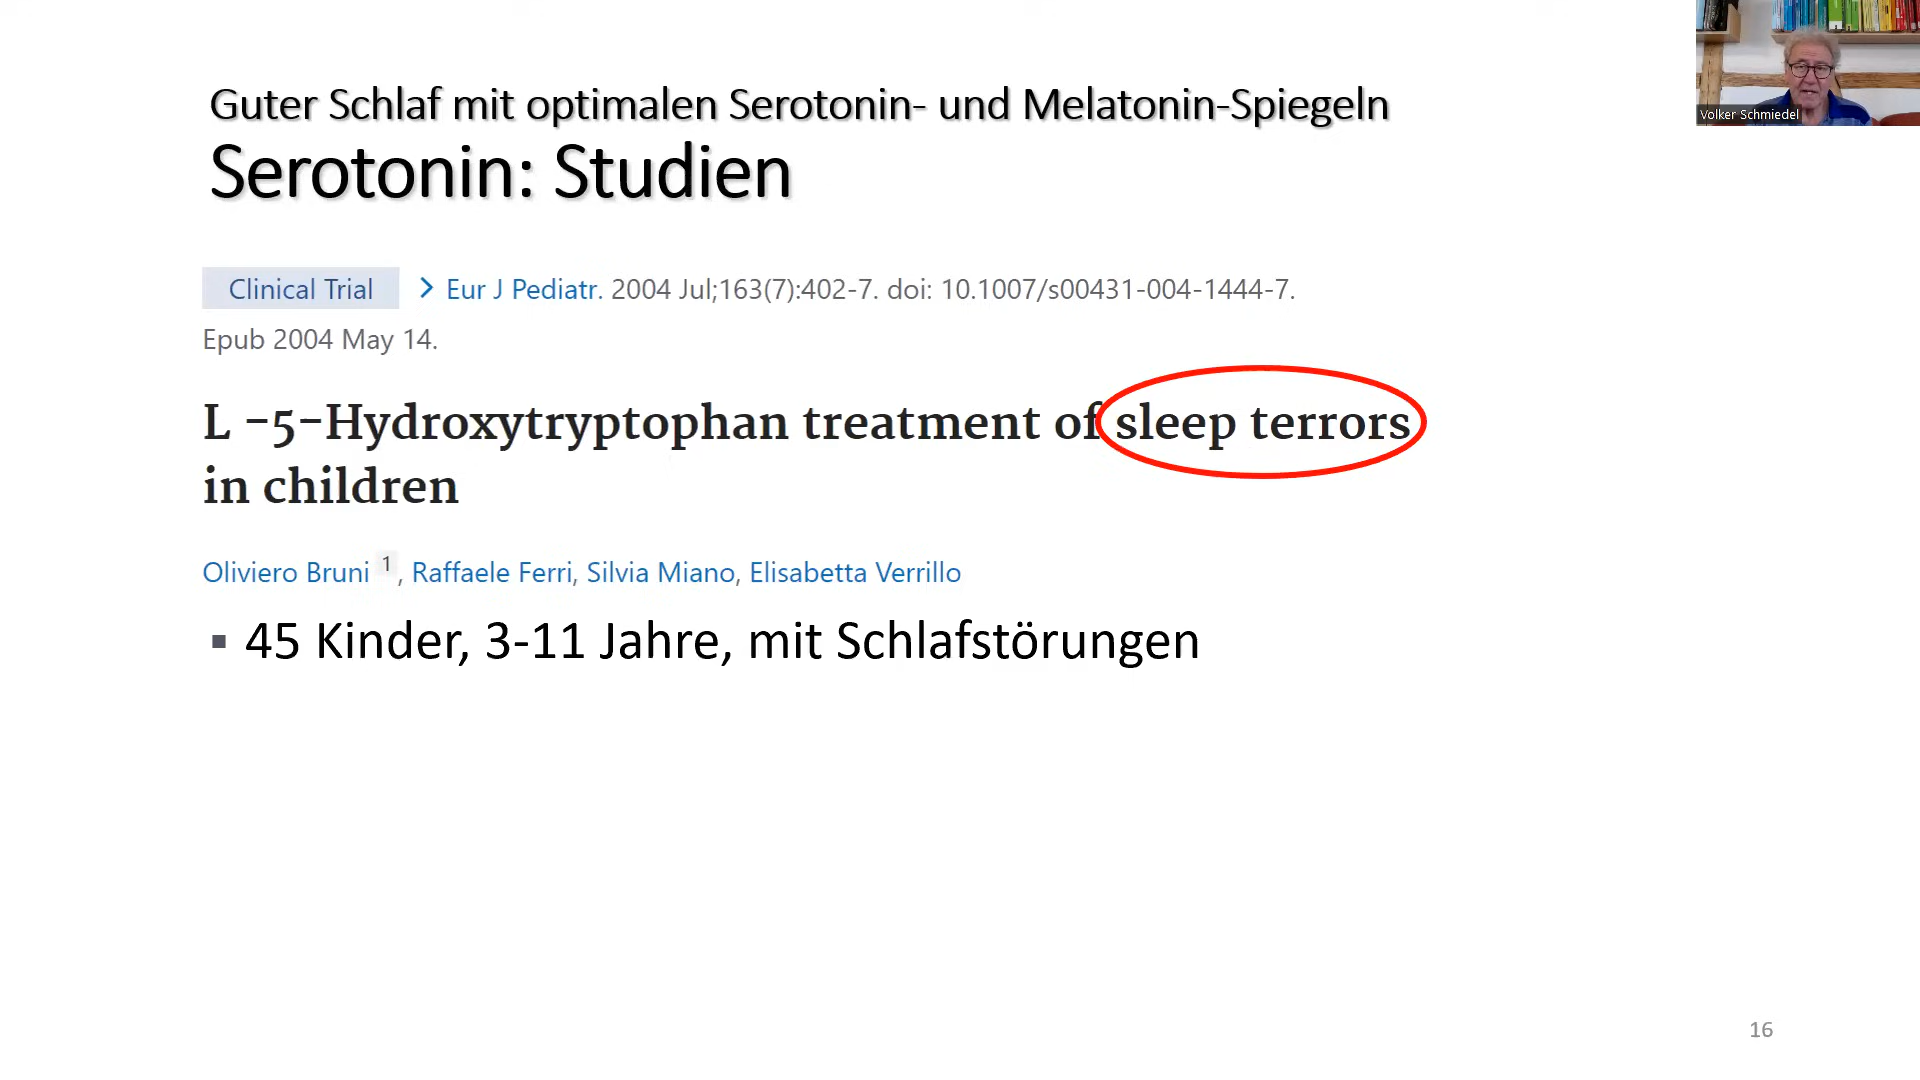 Guter Schlaf mit optimalen Serotonin- und Melatonin-Spiegeln
Serotonin: Studien
Volker Schmiedel
Clinical Trial > Eur J Pediatr. 2004 Jul;163(7):402-7. doi: 10.1007/s00431-004-1444-7.
Epub 2004 May 14.
L -5-Hydroxytryptophan treatment of sleep terrors
in children
Oliviero Bruni 1, Raffaele Ferri, Silvia Miano, Elisabetta Verrillo
▪ 45 Kinder, 3-11 Jahre, mit Schlafstörungen
16